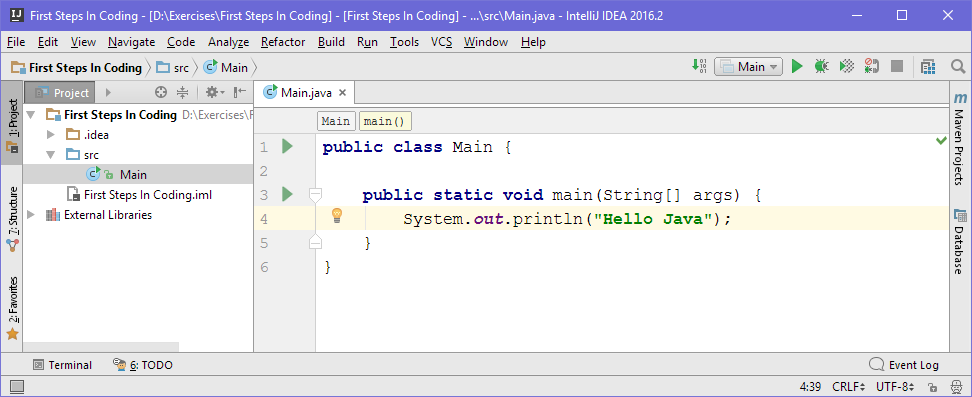 First Steps In Coding - [D:\Exercises\First Steps In Coding] - [First Steps In Coding] - ...\src\Main.java - IntelliJ IDEA 2016.2
File Edit View Navigate Code Analyze Refactor Build Run Tools VCS Window Help
First Steps In Coding src Main Main
1: Project
7: Structure
2: Favorites
Project
First Steps In Coding D:\Exercises\F
.idea
src
Main
First Steps In Coding.iml
External Libraries
Main.java
Main main()
1 public class Main {
2
3 public static void main(String[] args) {
4 System.out.println("Hello Java");
5 }
6 }
Maven Projects
Database
Terminal 6: TODO Event Log
4:39 CRLF UTF-8